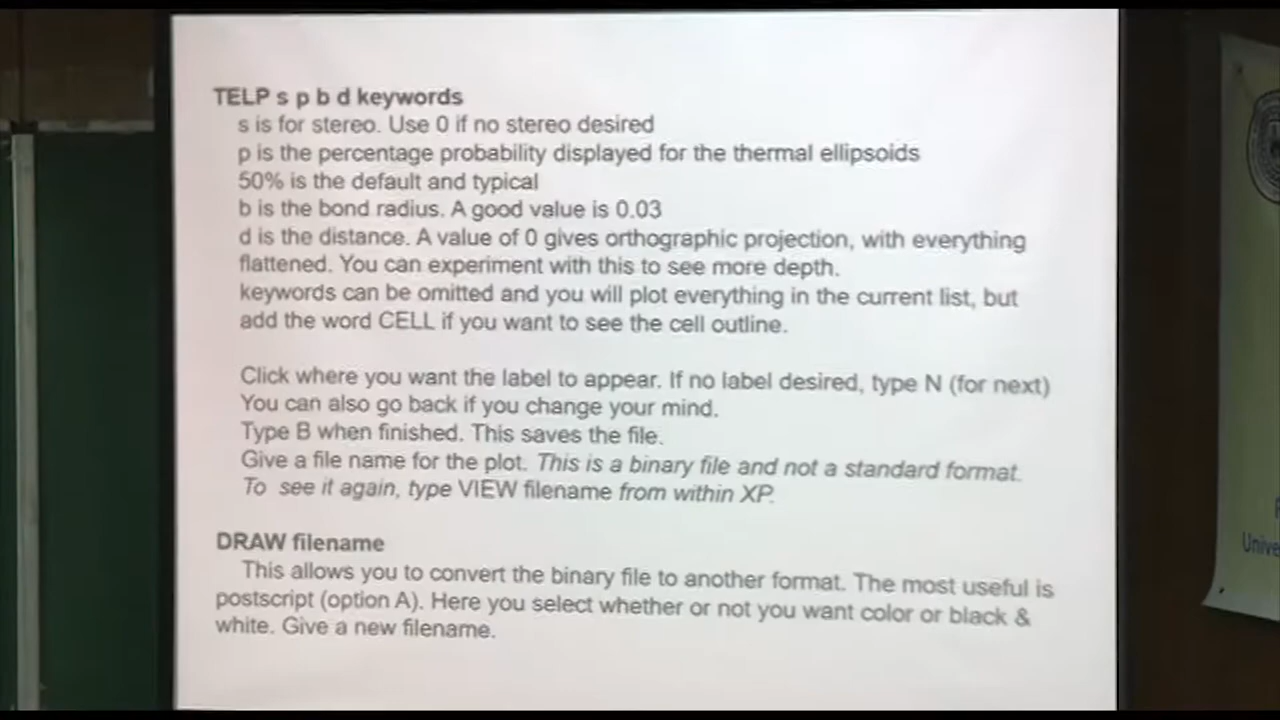 TELP s p b d keywords
s is for stereo. Use 0 if no stereo desired
p is the percentage probability displayed for the thermal ellipsoids
50% is the default and typical
b is the bond radius. A good value is 0.03
d is the distance. A value of 0 gives orthographic projection, with everything
flattened. You can experiment with this to see more depth.
keywords can be omitted and you will plot everything in the current list, but
add the word CELL if you want to see the cell outline.
Click where you want the label to appear. If no label desired, type N (for next)
You can also go back if you change your mind.
Type B when finished. This saves the file.
Give a file name for the plot. This is a binary file and not a standard format.
To see it again, type VIEW filename from within XP.
DRAW filename
This allows you to convert the binary file to another format. The most useful is
postscript (option A). Here you select whether or not you want color or black &
white. Give a new filename.